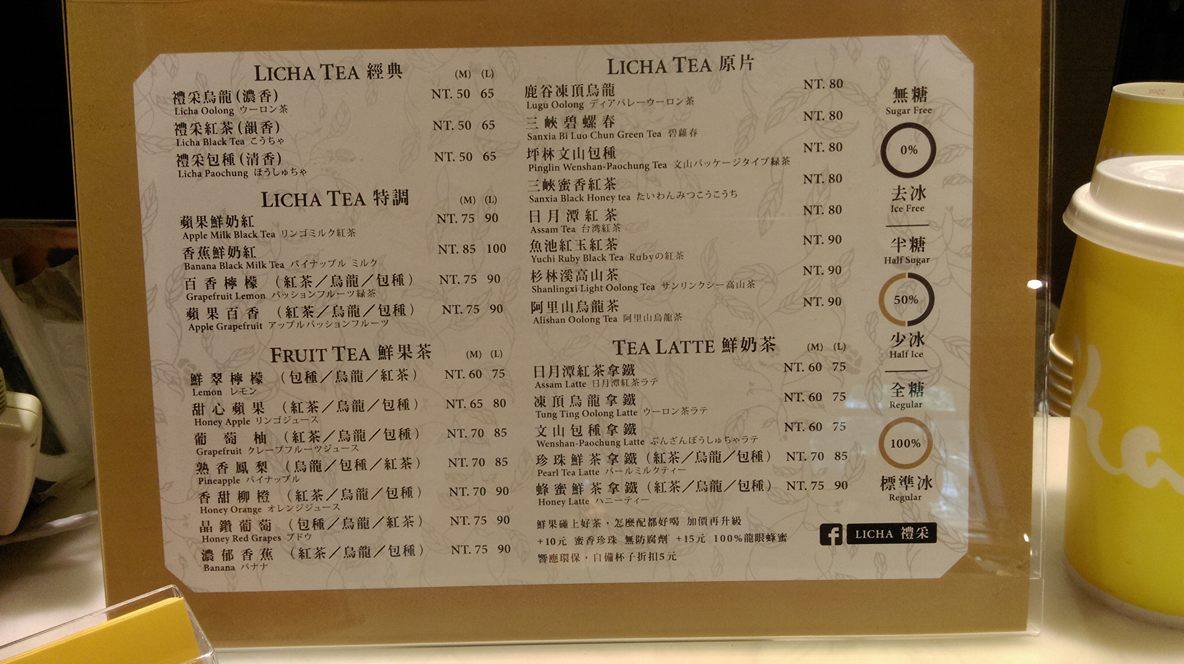 LICHA TEA 經典 (M) (L)
禮采烏龍(濃香) NT. 50 65
Licha Oolong ウーロン茶
禮采紅茶(韻香) NT. 50 65
Licha Black Tea こうちゃ
禮采包種(清香) NT. 50 65
Licha Paochung ほうしゅちゃ
LICHA TEA 特調 (M) (L)
蘋果鮮奶紅 NT. 75 90
Apple Milk Black Tea リンゴミルク紅茶
香蕉鮮奶紅 NT. 85 100
Banana Black Milk Tea パイナップル ミルク
百香檸檬 (紅茶/烏龍/包種) NT. 75 90
Grapefruit Lemon パッションフルーツ緑茶
蘋果百香 (紅茶/烏龍/包種) NT. 75 90
Apple Grapefruit アップルパッションフルーツ
FRUIT TEA 鮮果茶 (M) (L)
鮮翠檸檬 (包種/烏龍/紅茶) NT. 60 75
Lemon レモン
甜心蘋果 (紅茶/烏龍/包種) NT. 65 80
Honey Apple リンゴジュース
葡萄柚 (紅茶/烏龍/包種) NT. 70 85
Grapefruit グレープフルーツジュース
熟香鳳梨 (烏龍/包種/紅茶) NT. 70 85
Pineapple パイナップル
香甜柳橙 (紅茶/烏龍/包種) NT. 70 90
Honey Orange オレンジジュース
晶鑽葡萄 (包種/烏龍/紅茶) NT. 75 90
Honey Red Grapes ブドウ
濃郁香蕉 (紅茶/烏龍/包種) NT. 75 90
Banana バナナ
LICHA TEA 原片
鹿谷凍頂烏龍 NT. 80
Lugu Oolong ディアバレーウーロン茶
三峽碧螺春 NT. 80
Sanxia Bi Luo Chun Green Tea 碧蘿春
坪林文山包種 NT. 80
Pinglin Wenshan-Paochung Tea 文山パッケージタイプ緑茶
三峽蜜香紅茶 NT. 80
Sanxia Black Honey tea たいわんみつこうこうち
日月潭紅茶 NT. 80
Assam Tea 台湾紅茶
魚池紅玉紅茶 NT. 90
Yuchi Ruby Black Tea Rubyの紅茶
杉林溪高山茶 NT. 90
Shanlingxi Light Oolong Tea サンリンクシー高山茶
阿里山烏龍茶 NT. 90
Alishan Oolong Tea 阿里山烏龍茶
TEA LATTE 鮮奶茶 (M) (L)
日月潭紅茶拿鐵 NT. 60 75
Assam Latte 日月潭紅茶ラテ
凍頂烏龍拿鐵 NT. 60 75
Tung Ting Oolong Latte ウーロン茶ラテ
文山包種拿鐵 NT. 60 75
Wenshan-Paochung Latte ぶんざんぽうしゅちゃラテ
珍珠鮮茶拿鐵(紅茶/烏龍/包種) NT. 70 85
Pearl Tea Latte パールミルクティー
蜂蜜鮮茶拿鐵(紅茶/烏龍/包種) NT. 75 90
Honey Latte ハニーティー
鮮果碰上好茶‧怎麼配都好喝 加價再升級
+10元 蜜香珍珠 無防腐劑 +15元 100%龍眼蜂蜜
響應環保‧自備杯子折扣5元
無糖
Sugar Free
0%
去冰
Ice Free
半糖
Half Sugar
50%
少冰
Half Ice
全糖
Regular
100%
標準冰
Regular
f LICHA 禮采